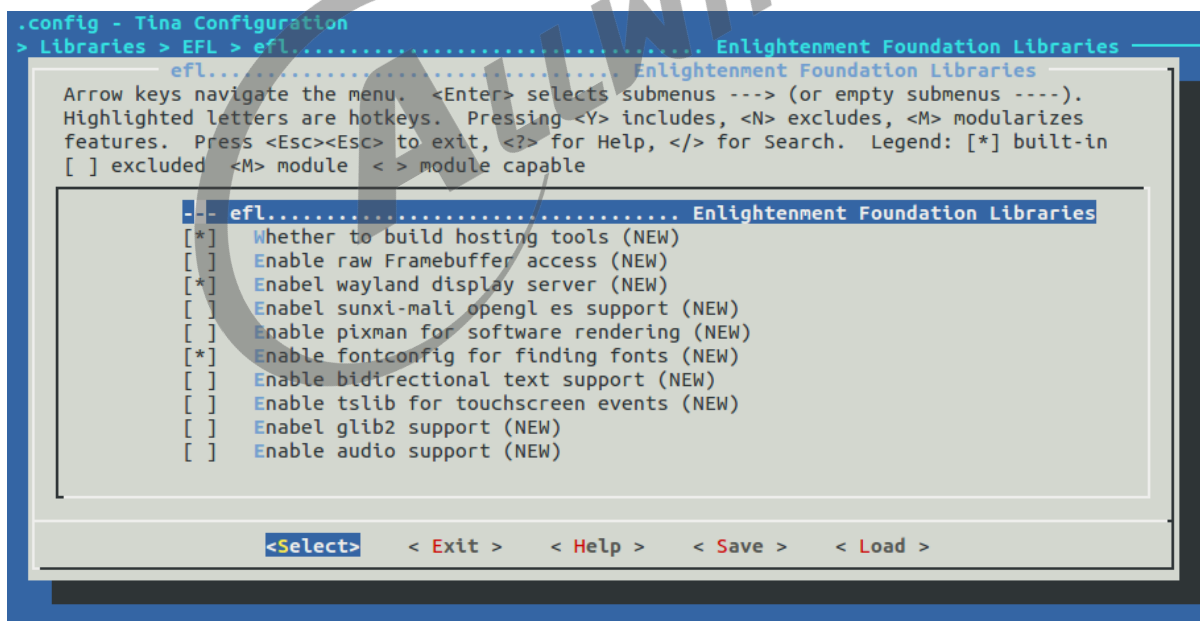 .config - Tina Configuration
> Libraries > EFL > efl................................... Enlightenment Foundation Libraries
efl................................... Enlightenment Foundation Libraries
Arrow keys navigate the menu.  <Enter> selects submenus ---> (or empty submenus ----).
Highlighted letters are hotkeys.  Pressing <Y> includes, <N> excludes, <M> modularizes
features.  Press <Esc><Esc> to exit, <?> for Help, </> for Search.  Legend: [*] built-in
[ ] excluded  <M> module  < > module capable
--- efl................................... Enlightenment Foundation Libraries
[*]   Whether to build hosting tools (NEW)
[ ]   Enable raw Framebuffer access (NEW)
[*]   Enabel wayland display server (NEW)
[ ]   Enabel sunxi-mali opengl es support (NEW)
[ ]   Enable pixman for software rendering (NEW)
[*]   Enable fontconfig for finding fonts (NEW)
[ ]   Enable bidirectional text support (NEW)
[ ]   Enable tslib for touchscreen events (NEW)
[ ]   Enabel glib2 support (NEW)
[ ]   Enable audio support (NEW)
<Select>    < Exit >    < Help >    < Save >    < Load >